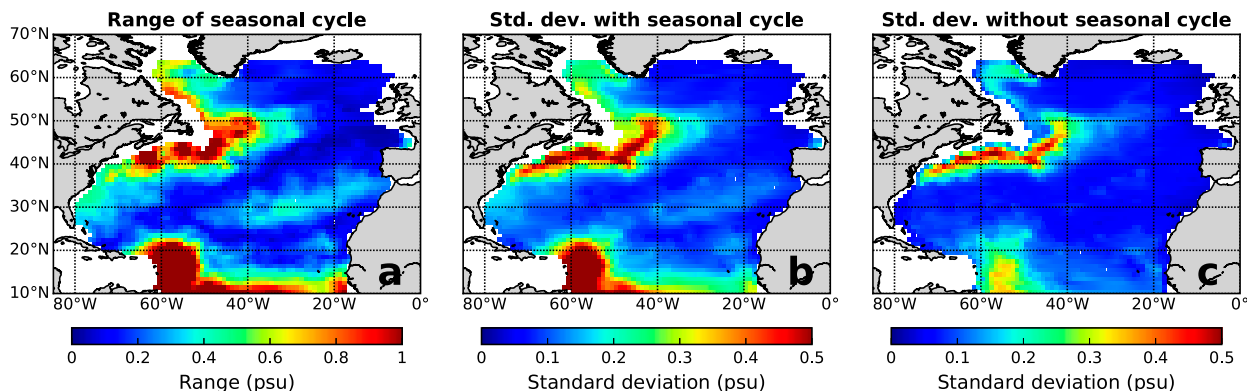 Range of seasonal cycle
Std. dev. with seasonal cycle
Std. dev. without seasonal cycle
70°N
60°N
50°N
40°N
30°N
20°N
10°N
a
b
c
80°W 60°W 40°W 20°W 0°
80°W 60°W 40°W 20°W 0°
80°W 60°W 40°W 20°W 0°
0 0.2 0.4 0.6 0.8 1
0 0.1 0.2 0.3 0.4 0.5
0 0.1 0.2 0.3 0.4 0.5
Range (psu)
Standard deviation (psu)
Standard deviation (psu)